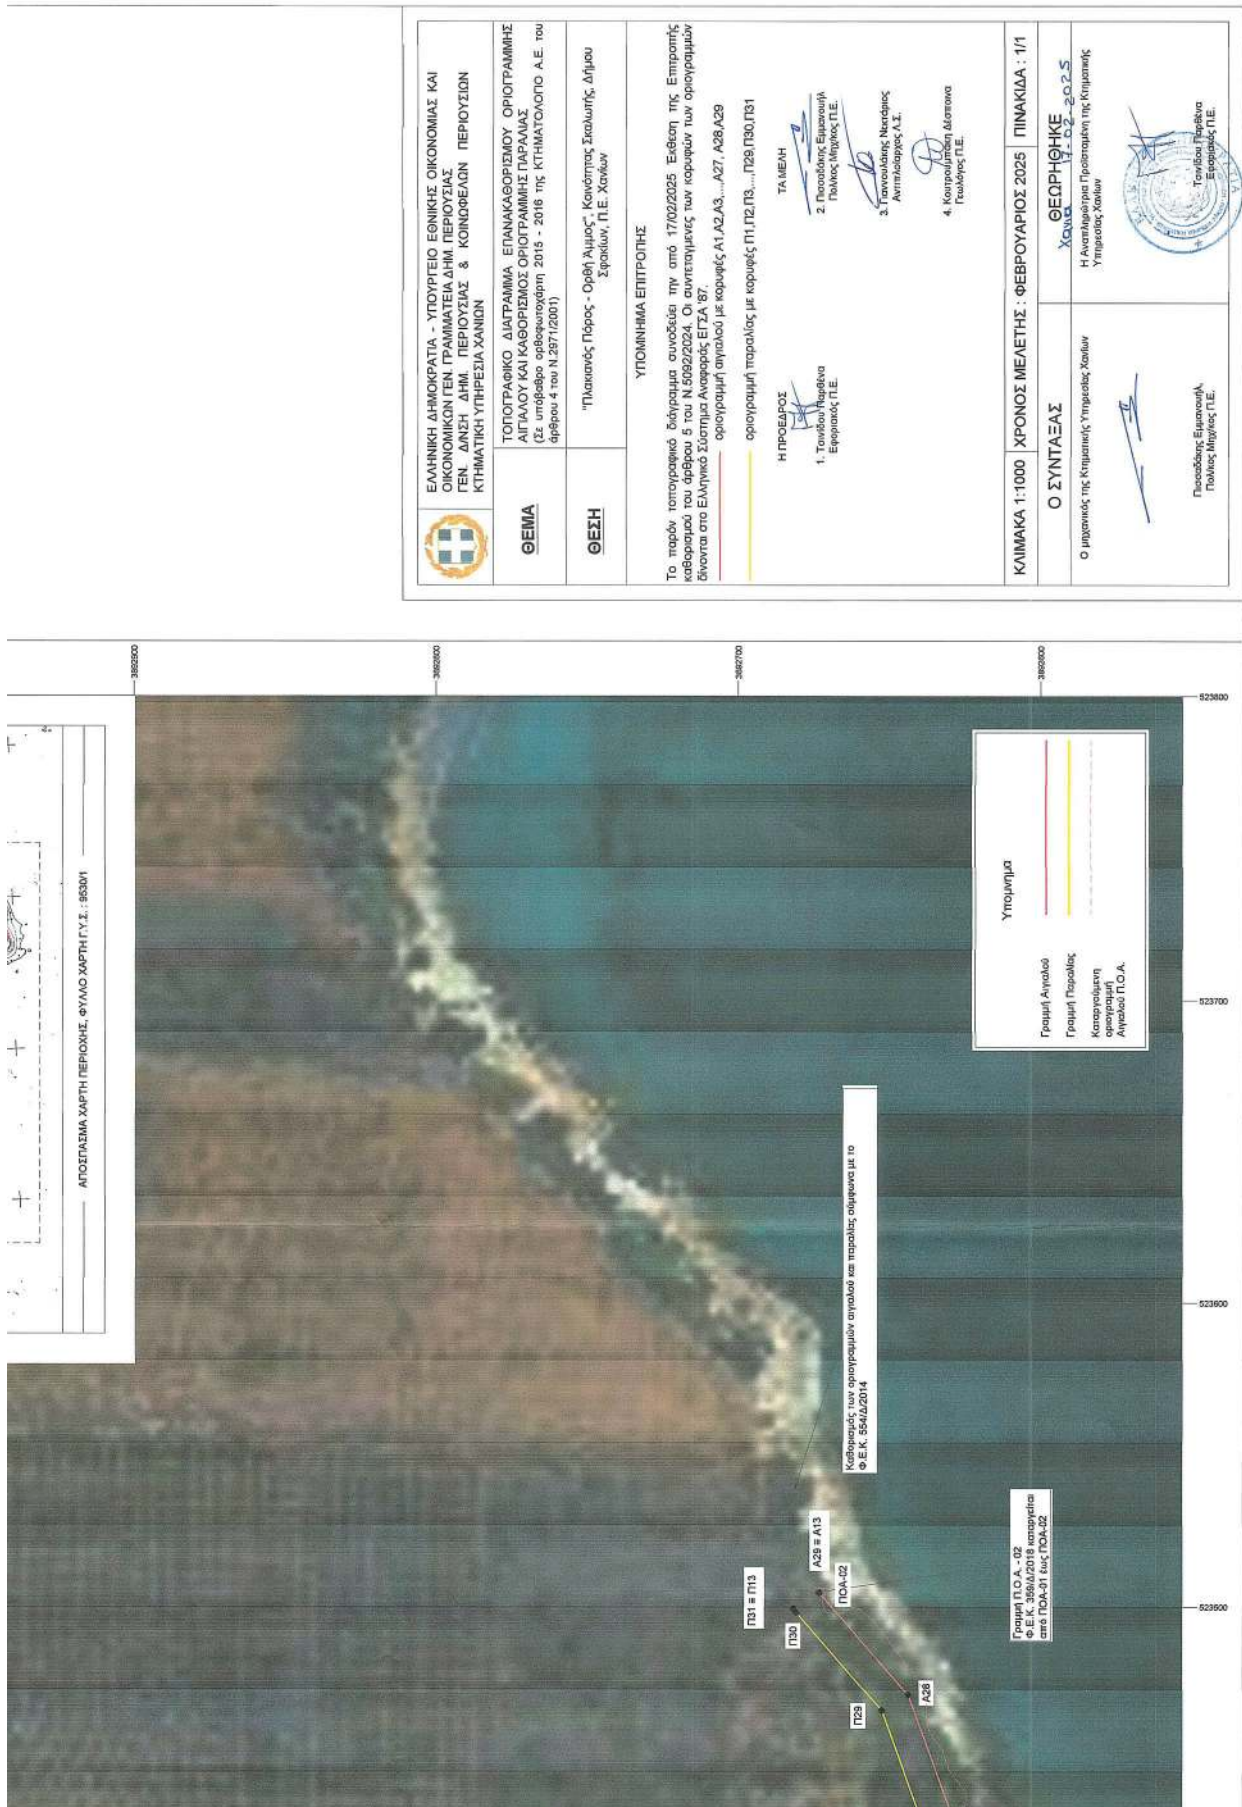 ΕΛΛΗΝΙΚΗ ΔΗΜΟΚΡΑΤΙΑ - ΥΠΟΥΡΓΕΙΟ ΕΘΝΙΚΗΣ ΟΙΚΟΝΟΜΙΑΣ ΚΑΙ
ΟΙΚΟΝΟΜΙΚΩΝ ΓΕΝ. ΓΡΑΜΜΑΤΕΙΑ ΔΗΜ. ΠΕΡΙΟΥΣΙΑΣ
ΓΕΝ. Δ/ΝΣΗ ΔΗΜ. ΠΕΡΙΟΥΣΙΑΣ & ΚΟΙΝΩΦΕΛΩΝ ΠΕΡΙΟΥΣΙΩΝ
ΚΤΗΜΑΤΙΚΗ ΥΠΗΡΕΣΙΑ ΧΑΝΙΩΝ
ΘΕΜΑ
ΤΟΠΟΓΡΑΦΙΚΟ ΔΙΑΓΡΑΜΜΑ ΕΠΑΝΑΚΑΘΟΡΙΣΜΟΥ ΟΡΙΟΓΡΑΜΜΗΣ
ΑΙΓΙΑΛΟΥ ΚΑΙ ΚΑΘΟΡΙΣΜΟΣ ΟΡΙΟΓΡΑΜΜΗΣ ΠΑΡΑΛΙΑΣ
(Σε υπόβαθρο ορθοφωτοχάρτη 2015 - 2016 της ΚΤΗΜΑΤΟΛΟΓΙΟ Α.Ε. του
άρθρου 4 του Ν.2971/2001)
ΘΕΣΗ
"Πλακιανός Πόρος - Ορθή Άμμος", Κοινότητας Σκαλωτής, Δήμου
Σφακίων, Π.Ε. Χανίων
ΥΠΟΜΝΗΜΑ ΕΠΙΤΡΟΠΗΣ
Το παρόν τοπογραφικό διάγραμμα συνοδεύει την από 17/02/2025 Έκθεση της Επιτροπής
καθορισμού του άρθρου 5 του Ν.5092/2024. Οι συντεταγμένες των κορυφών των οριογραμμών
δίνονται στο Ελληνικό Σύστημα Αναφοράς ΕΓΣΑ '87.
οριογραμμή αιγιαλού με κορυφές Α1,Α2,Α3,...,Α27, Α28,Α29
οριογραμμή παραλίας με κορυφές Π1,Π2,Π3,...,Π29,Π30,Π31
Η ΠΡΟΕΔΡΟΣ
1. Τσινίδου Παρθένα
Εφοριακός Π.Ε.
ΤΑ ΜΕΛΗ
2. Πισσαδάκης Εμμανουήλ
Πολ/κος Μηχ/κος Π.Ε.
3. Γιαννουλάκης Νεκτάριος
Αντιπλοίαρχος Λ.Σ.
4. Κουτρουμπάκη Δέσποινα
Γεωλόγος Π.Ε.
ΚΛΙΜΑΚΑ 1:1000
ΧΡΟΝΟΣ ΜΕΛΕΤΗΣ : ΦΕΒΡΟΥΑΡΙΟΣ 2025
ΠΙΝΑΚΙΔΑ : 1/1
Ο ΣΥΝΤΑΞΑΣ
Ο μηχανικός της Κτηματικής Υπηρεσίας Χανίων
Πισσαδάκης Εμμανουήλ,
Πολ/κος Μηχ/κος Π.Ε.
ΘΕΩΡΗΘΗΚΕ
Χανιά 17-02-2025
Η Αναπληρώτρια Προϊσταμένη της Κτηματικής
Υπηρεσίας Χανίων
Τσινίδου Παρθένα
Εφοριακός Π.Ε.
ΑΠΟΣΠΑΣΜΑ ΧΑΡΤΗ ΠΕΡΙΟΧΗΣ, ΦΥΛΛΟ ΧΑΡΤΗ Γ.Υ.Σ. : 9530/1
3892900
3892800
3892700
3892600
523800
523700
523600
523500
Υπομνημα
Γραμμή Αιγιαλού
Γραμμή Παραλίας
Καταργούμενη
οριογραμμή
Αιγιαλού Π.Ο.Α.
Καθορισμός των οριογραμμών αιγιαλού και παραλίας σύμφωνα με το
Φ.Ε.Κ. 554/Δ/2014
Γραμμή Π.Ο.Α. - 02
Φ.Ε.Κ. 359/Δ/2018 καταργείται
από ΠΟΑ-01 έως ΠΟΑ-02
Π31 ≡ Π13
Π30
Α29 ≡ Α13
ΠΟΑ-02
Π29
Α28